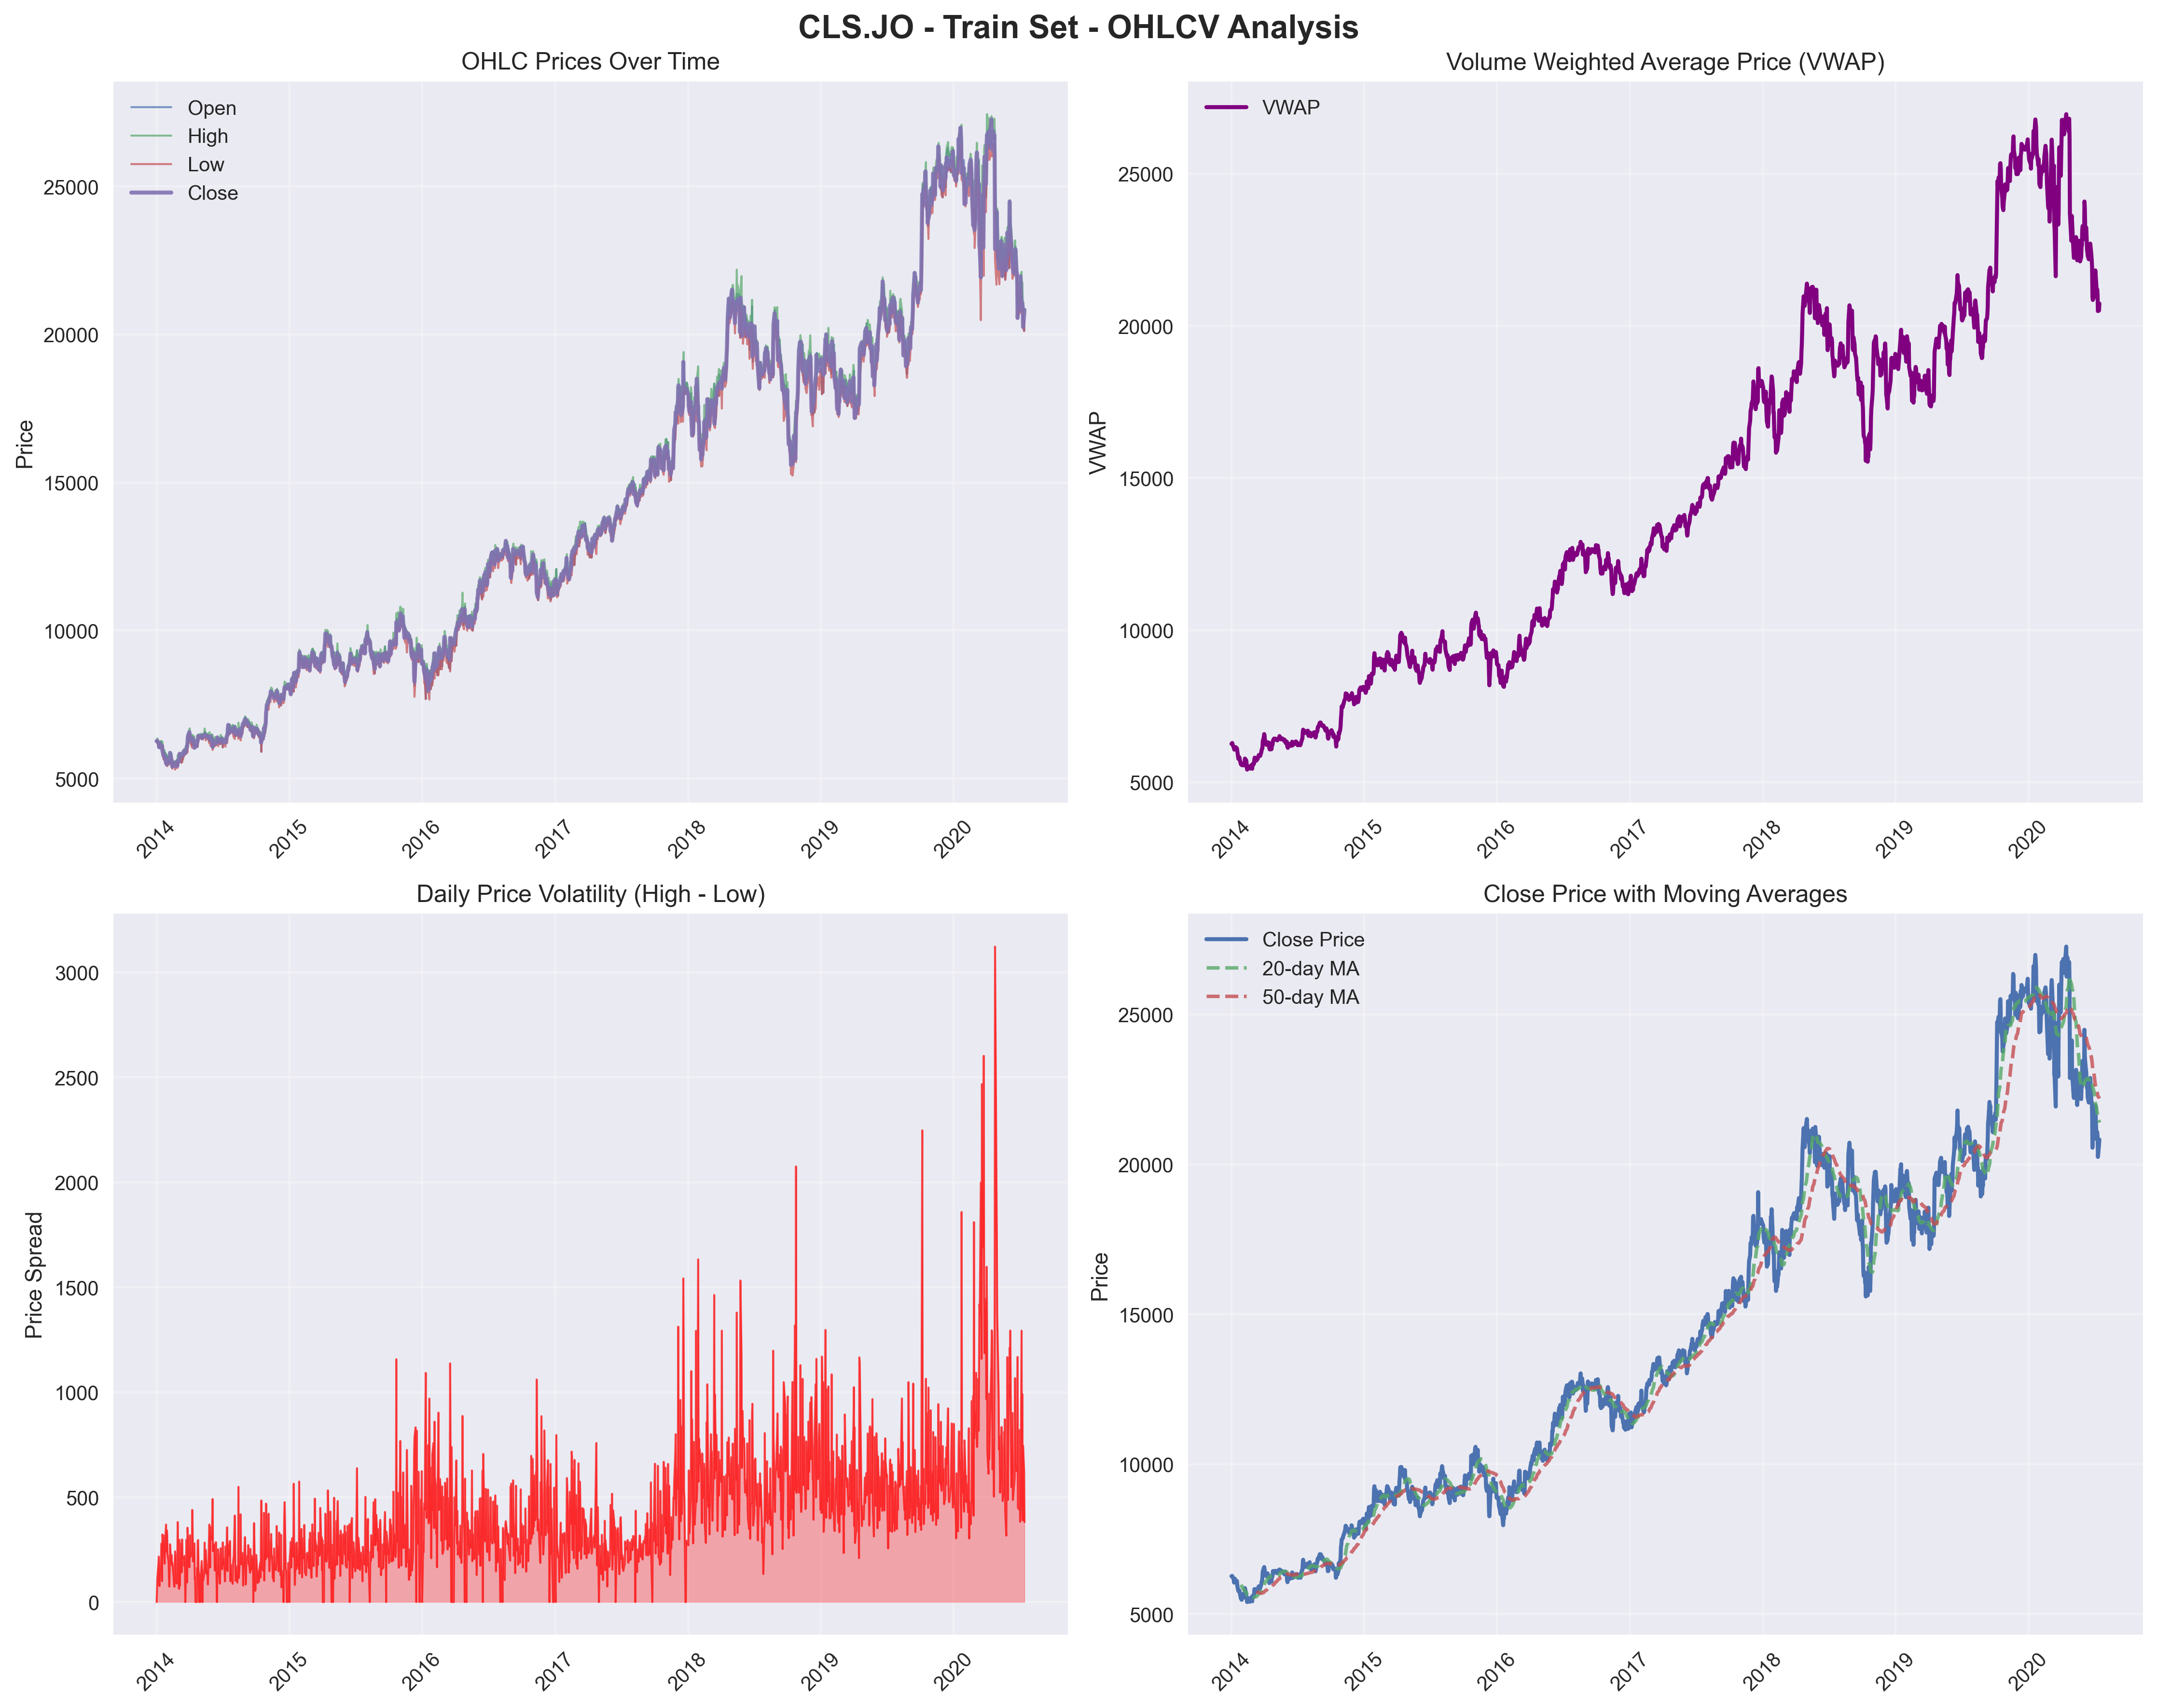 CLS.JO - Train Set - OHLCV Analysis
OHLC Prices Over Time
Open
High
Low
Close
Price
25000
20000
15000
10000
5000
2014
2015
2016
2017
2018
2019
2020
Volume Weighted Average Price (VWAP)
VWAP
VWAP
25000
20000
15000
10000
5000
2014
2015
2016
2017
2018
2019
2020
Daily Price Volatility (High - Low)
Price Spread
3000
2500
2000
1500
1000
500
0
2014
2015
2016
2017
2018
2019
2020
Close Price with Moving Averages
Close Price
20-day MA
50-day MA
Price
25000
20000
15000
10000
5000
2014
2015
2016
2017
2018
2019
2020